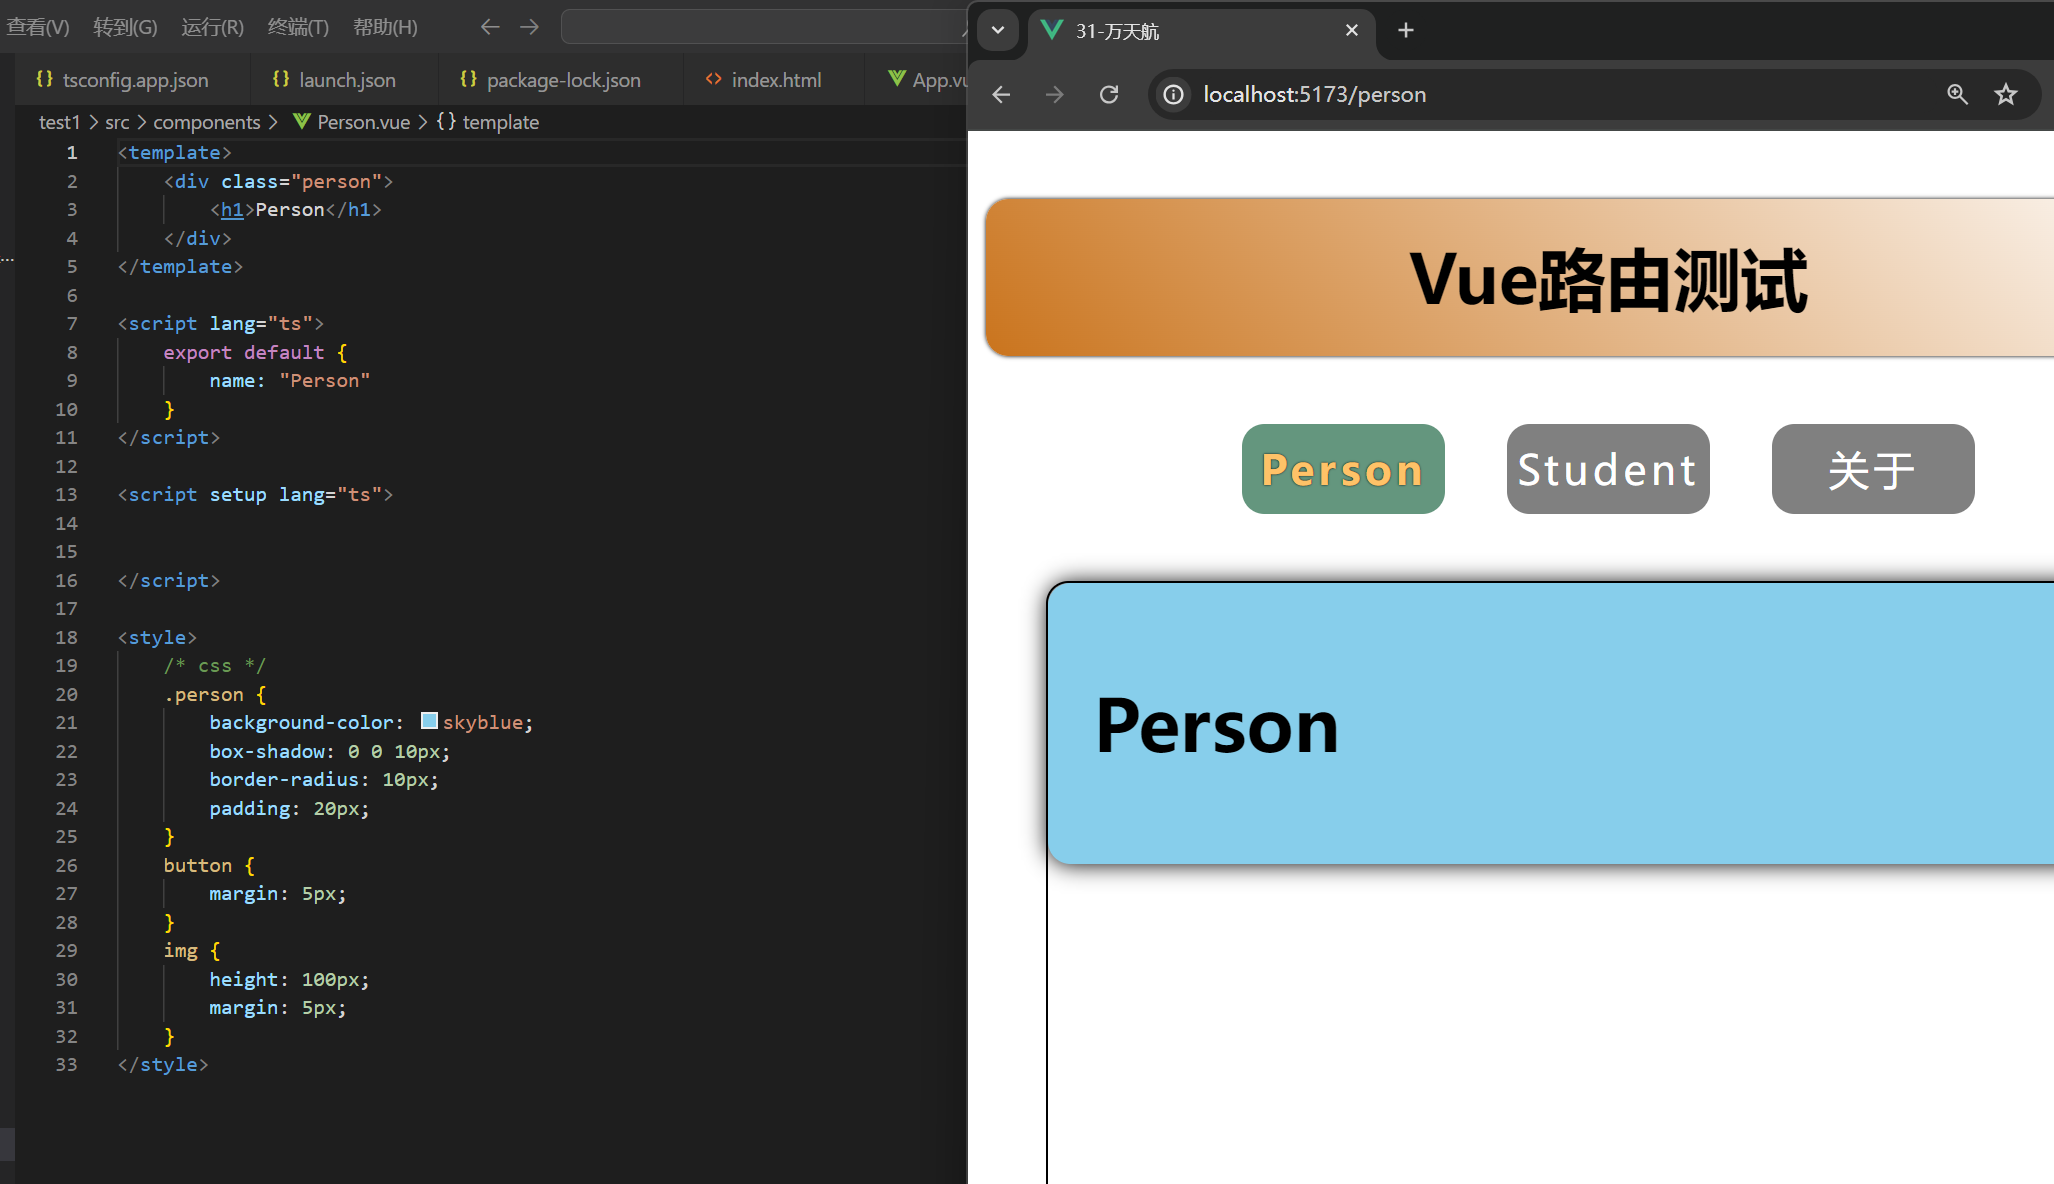 查看(V) 转到(G) 运行(R) 终端(T) 帮助(H)
{} tsconfig.app.json {} launch.json {} package-lock.json <> index.html App.vu
test1 > src > components > Person.vue > {} template
1 <template>
2 <div class="person">
3 <h1>Person</h1>
4 </div>
5 </template>
6
7 <script lang="ts">
8 export default {
9 name: "Person"
10 }
11 </script>
12
13 <script setup lang="ts">
14
15
16 </script>
17
18 <style>
19 /* css */
20 .person {
21 background-color: skyblue;
22 box-shadow: 0 0 10px;
23 border-radius: 10px;
24 padding: 20px;
25 }
26 button {
27 margin: 5px;
28 }
29 img {
30 height: 100px;
31 margin: 5px;
32 }
33 </style>
31-万天航
localhost:5173/person
Vue路由测试
Person Student 关于
Person